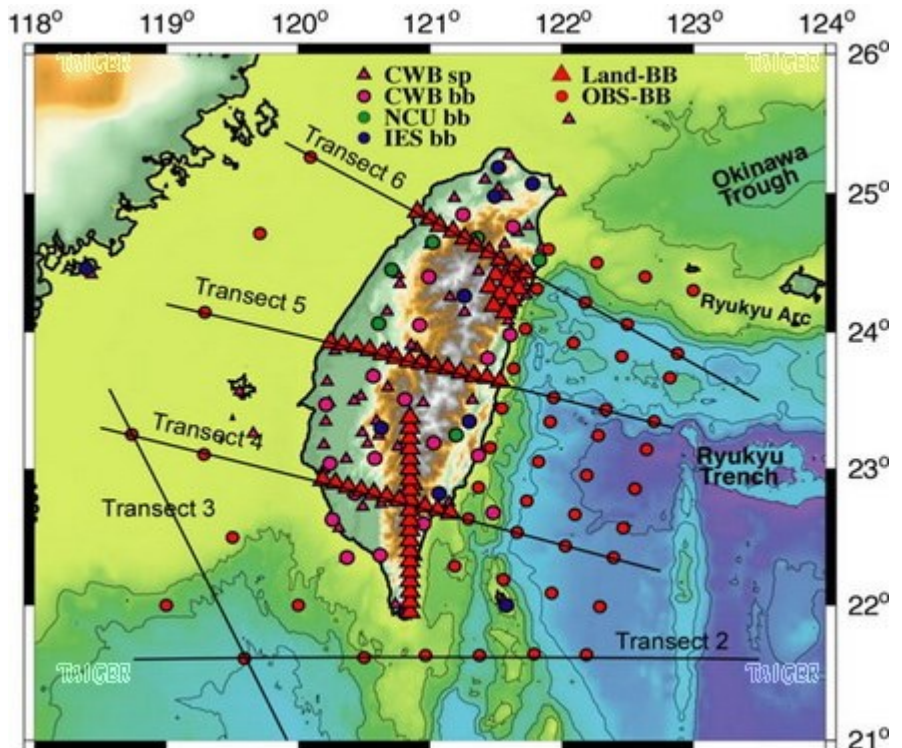 118° 119° 120° 121° 122° 123° 124°
26°
TAIGER
TAIGER
CWB sp
CWB bb
NCU bb
IES bb
Land-BB
OBS-BB
Transect 6
Okinawa
Trough
25°
Transect 5
Ryukyu Arc
24°
Transect 4
Ryukyu
Trench
23°
Transect 3
22°
Transect 2
TAIGER
TAIGER
21°